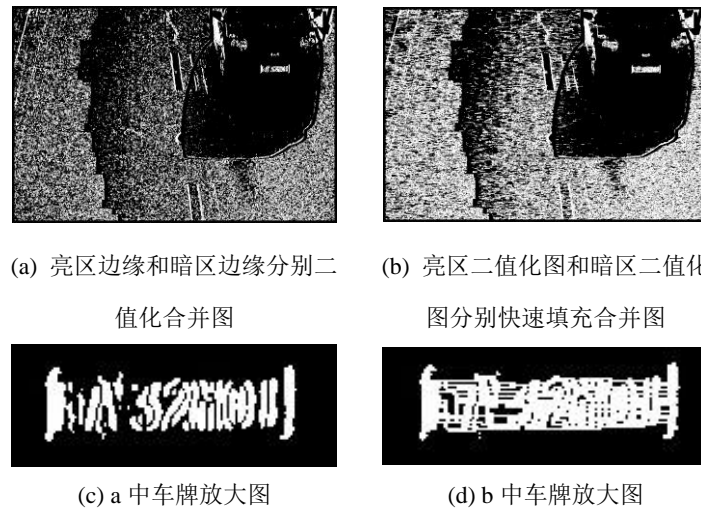 (a) 亮区边缘和暗区边缘分别二
值化合并图
(b) 亮区二值化图和暗区二值化
图分别快速填充合并图
(c) a 中车牌放大图
(d) b 中车牌放大图